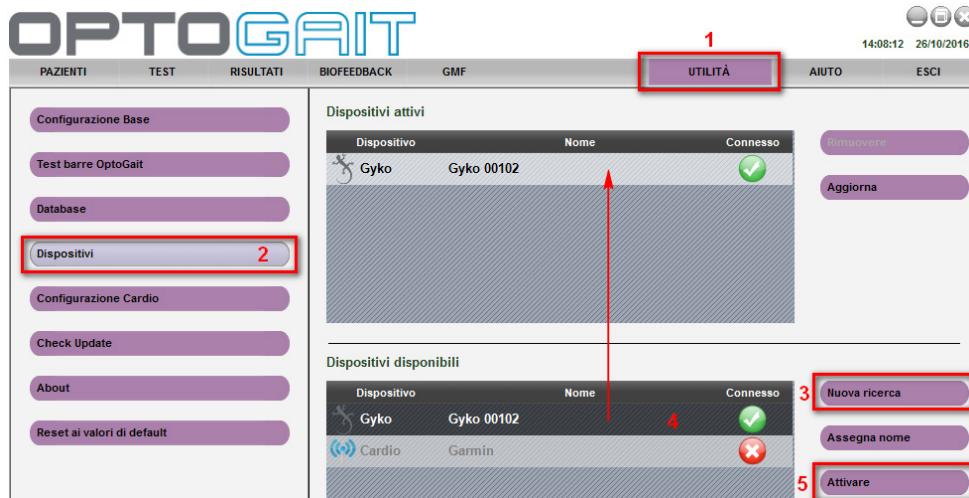 OPTOGAIT
1
14:08:12 26/10/2016
PAZIENTI TEST RISULTATI BIOFEEDBACK GMF UTILITÀ AIUTO ESCI
Configurazione Base
Test barre OptoGait
Database
Dispositivi 2
Configurazione Cardio
Check Update
About
Reset ai valori di default
Dispositivi attivi
Dispositivo Nome Connesso
Gyko Gyko 00102
Rimuovere
Aggiorna
Dispositivi disponibili
Dispositivo Nome Connesso
Gyko Gyko 00102 4
Cardio Garmin
3 Nuova ricerca
Assegna nome
5 Attivare